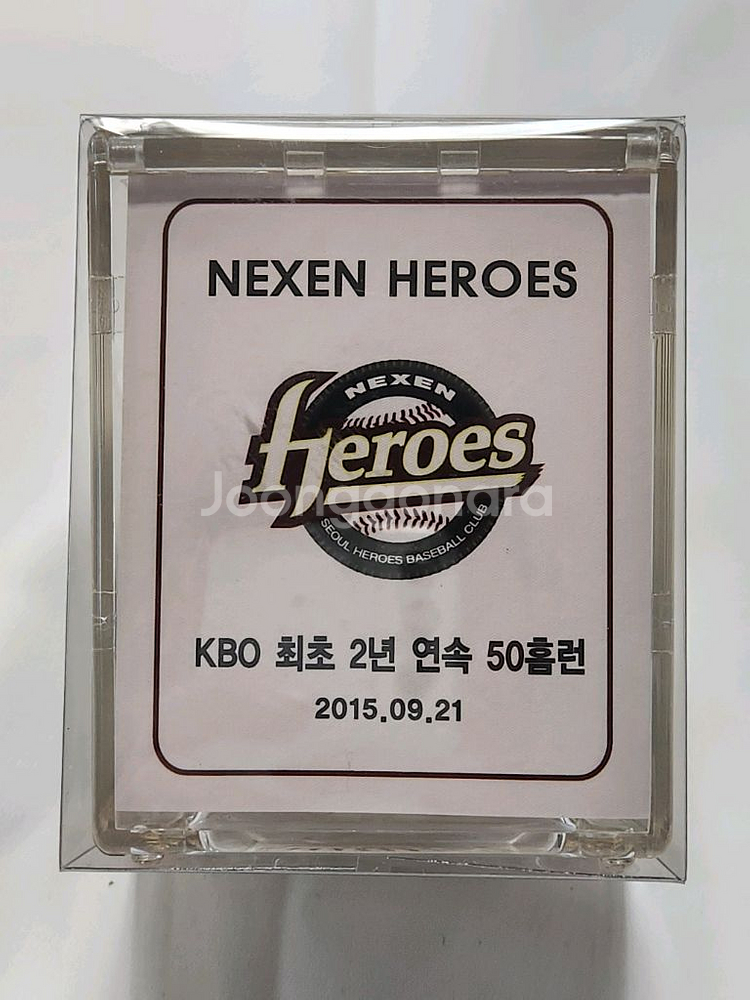 NEXEN HEROES
NEXEN
Heroes
Joonggonara
SEOUL HEROES BASEBALL CLUB
KBO 최초 2년 연속 50홈런
2015.09.21